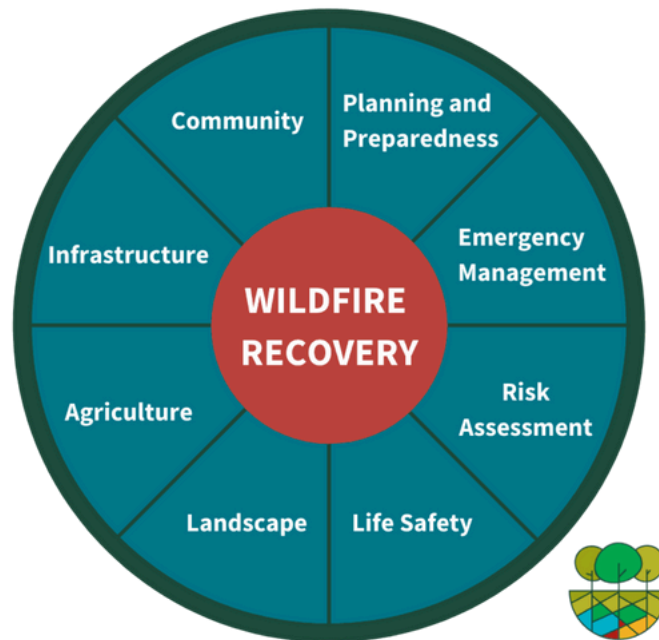 Community
Planning and
Preparedness
Infrastructure
Emergency
Management
WILDFIRE
RECOVERY
Agriculture
Risk
Assessment
Landscape
Life Safety